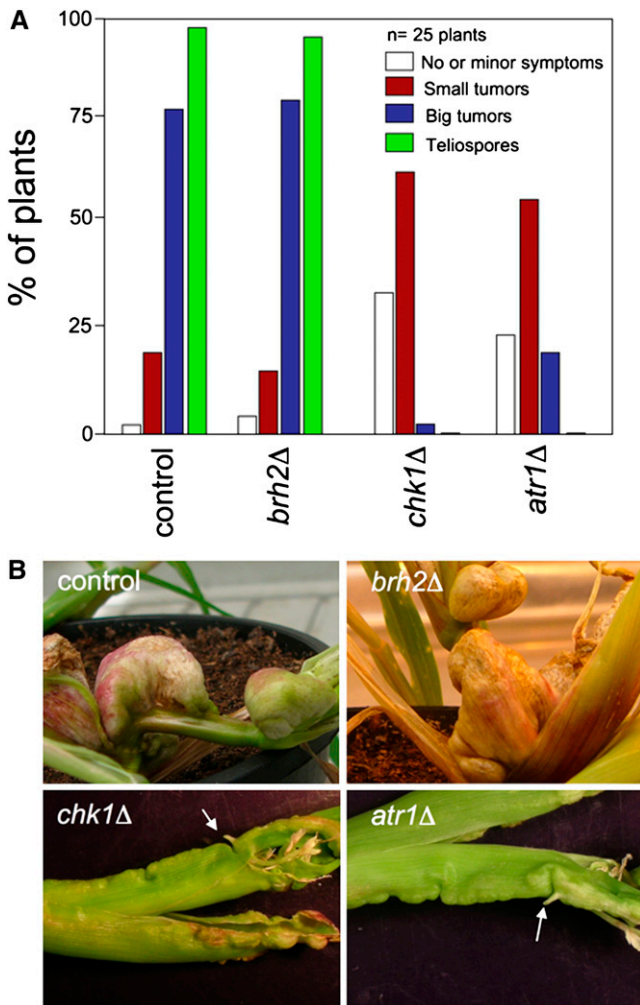 A
% of plants
100
75
50
25
0
n= 25 plants
No or minor symptoms
Small tumors
Big tumors
Teliospores
control
brh2Δ
chk1Δ
atr1Δ
B
control
brh2Δ
chk1Δ
atr1Δ